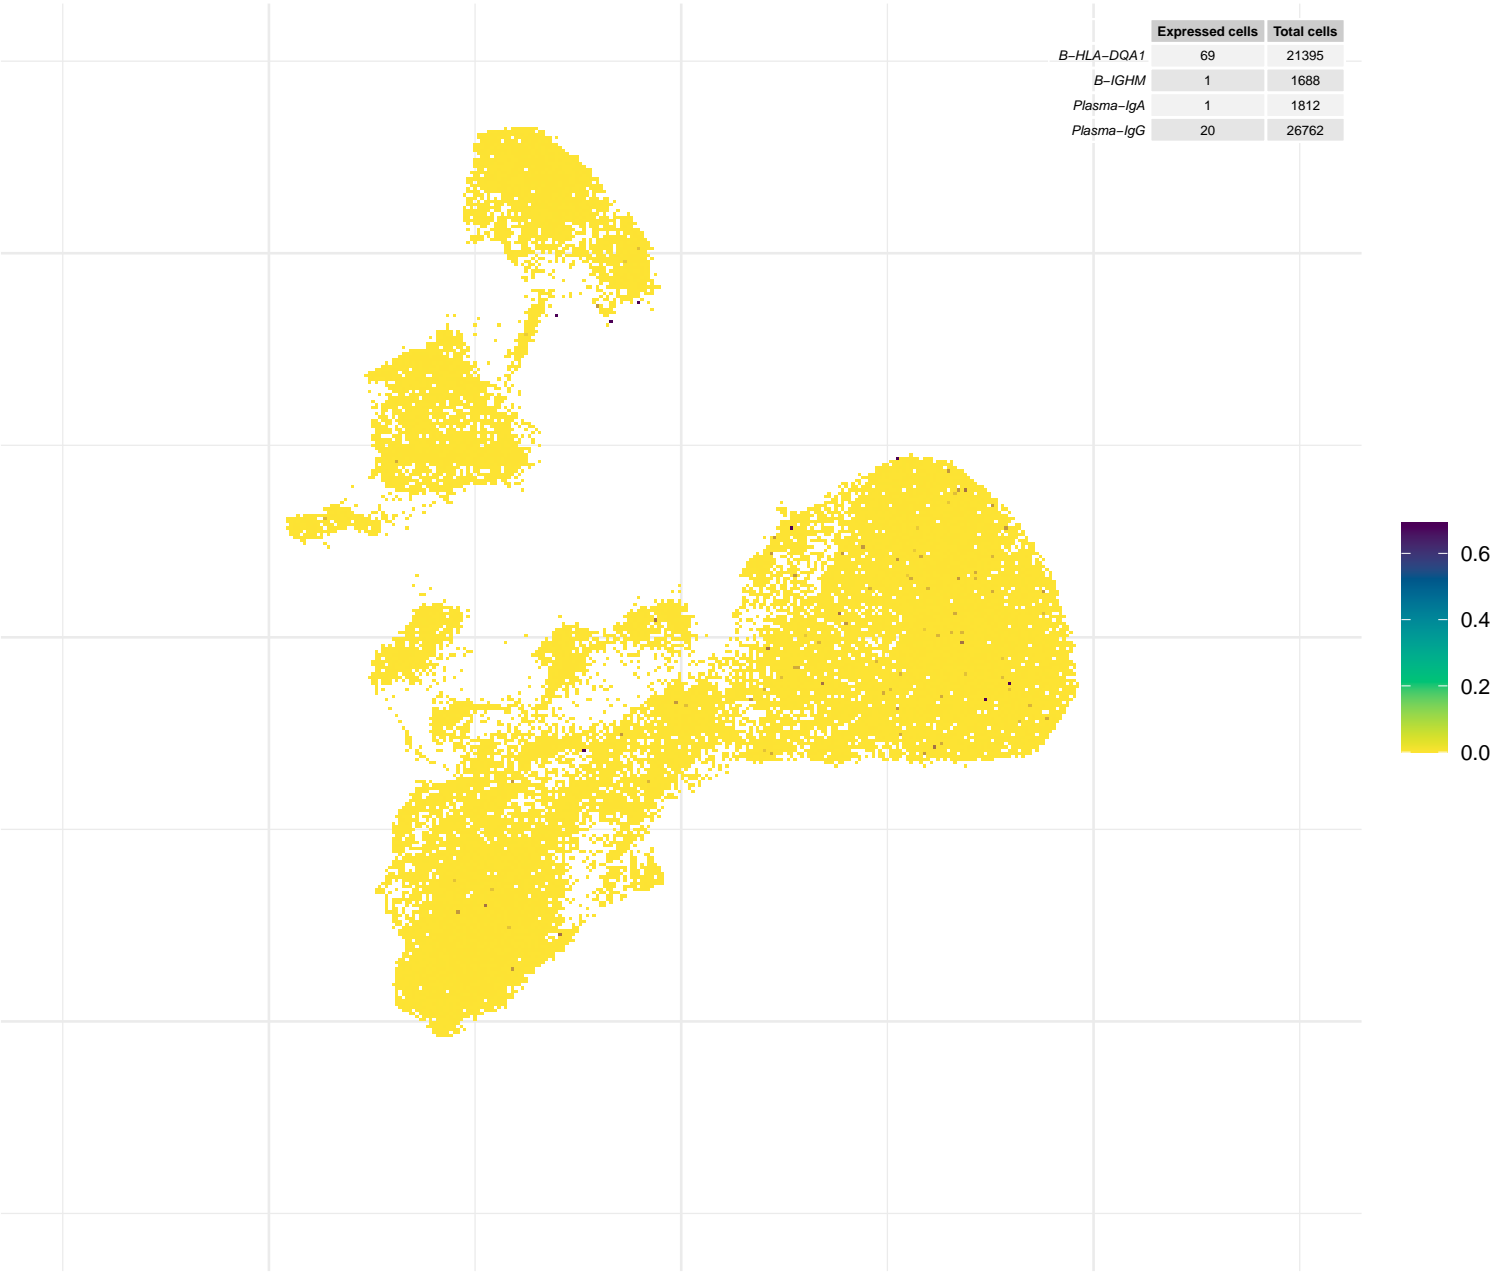 Expressed cells Total cells
B−HLA−DQA1 69 21395
B−IGHM 1 1688
Plasma−IgA 1 1812
Plasma−IgG 20 26762
0.6
0.4
0.2
0.0